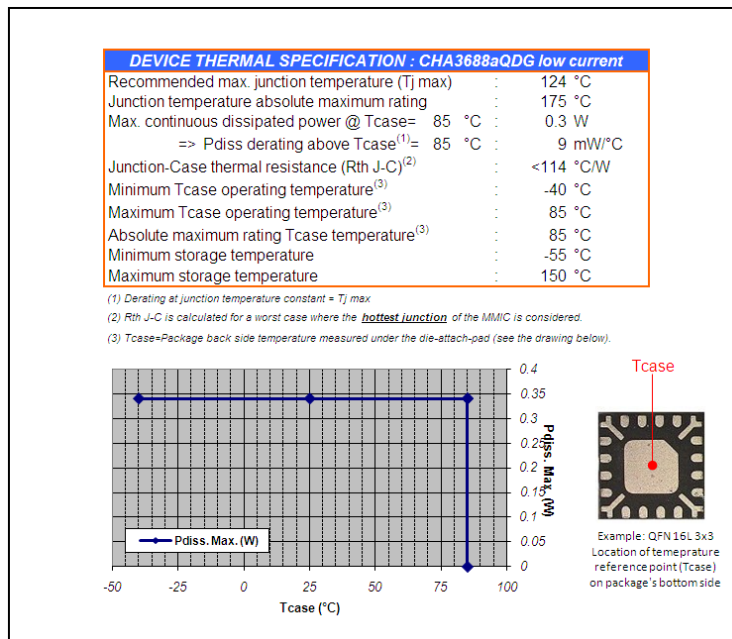 DEVICE THERMAL SPECIFICATION : CHA3688aQDG low current
Recommended max. junction temperature (Tj max) : 124 °C
Junction temperature absolute maximum rating : 175 °C
Max. continuous dissipated power @ Tcase= 85 °C : 0.3 W
=> Pdiss derating above Tcase(1)= 85 °C : 9 mW/°C
Junction-Case thermal resistance (Rth J-C)(2) : <114 °C/W
Minimum Tcase operating temperature(3) : -40 °C
Maximum Tcase operating temperature(3) : 85 °C
Absolute maximum rating Tcase temperature(3) : 85 °C
Minimum storage temperature : -55 °C
Maximum storage temperature : 150 °C
(1) Derating at junction temperature constant = Tj max
(2) Rth J-C is calculated for a worst case where the hottest junction of the MMIC is considered.
(3) Tcase=Package back side temperature measured under the die-attach-pad (see the drawing below).
0.4
0.35
0.3
0.25
0.2
0.15
0.1
0.05
0
Pdiss. Max. (W)
Pdiss. Max. (W)
-50 -25 0 25 50 75 100
Tcase (°C)
Tcase
Example: QFN 16L 3x3
Location of temeprature
reference point (Tcase)
on package's bottom side